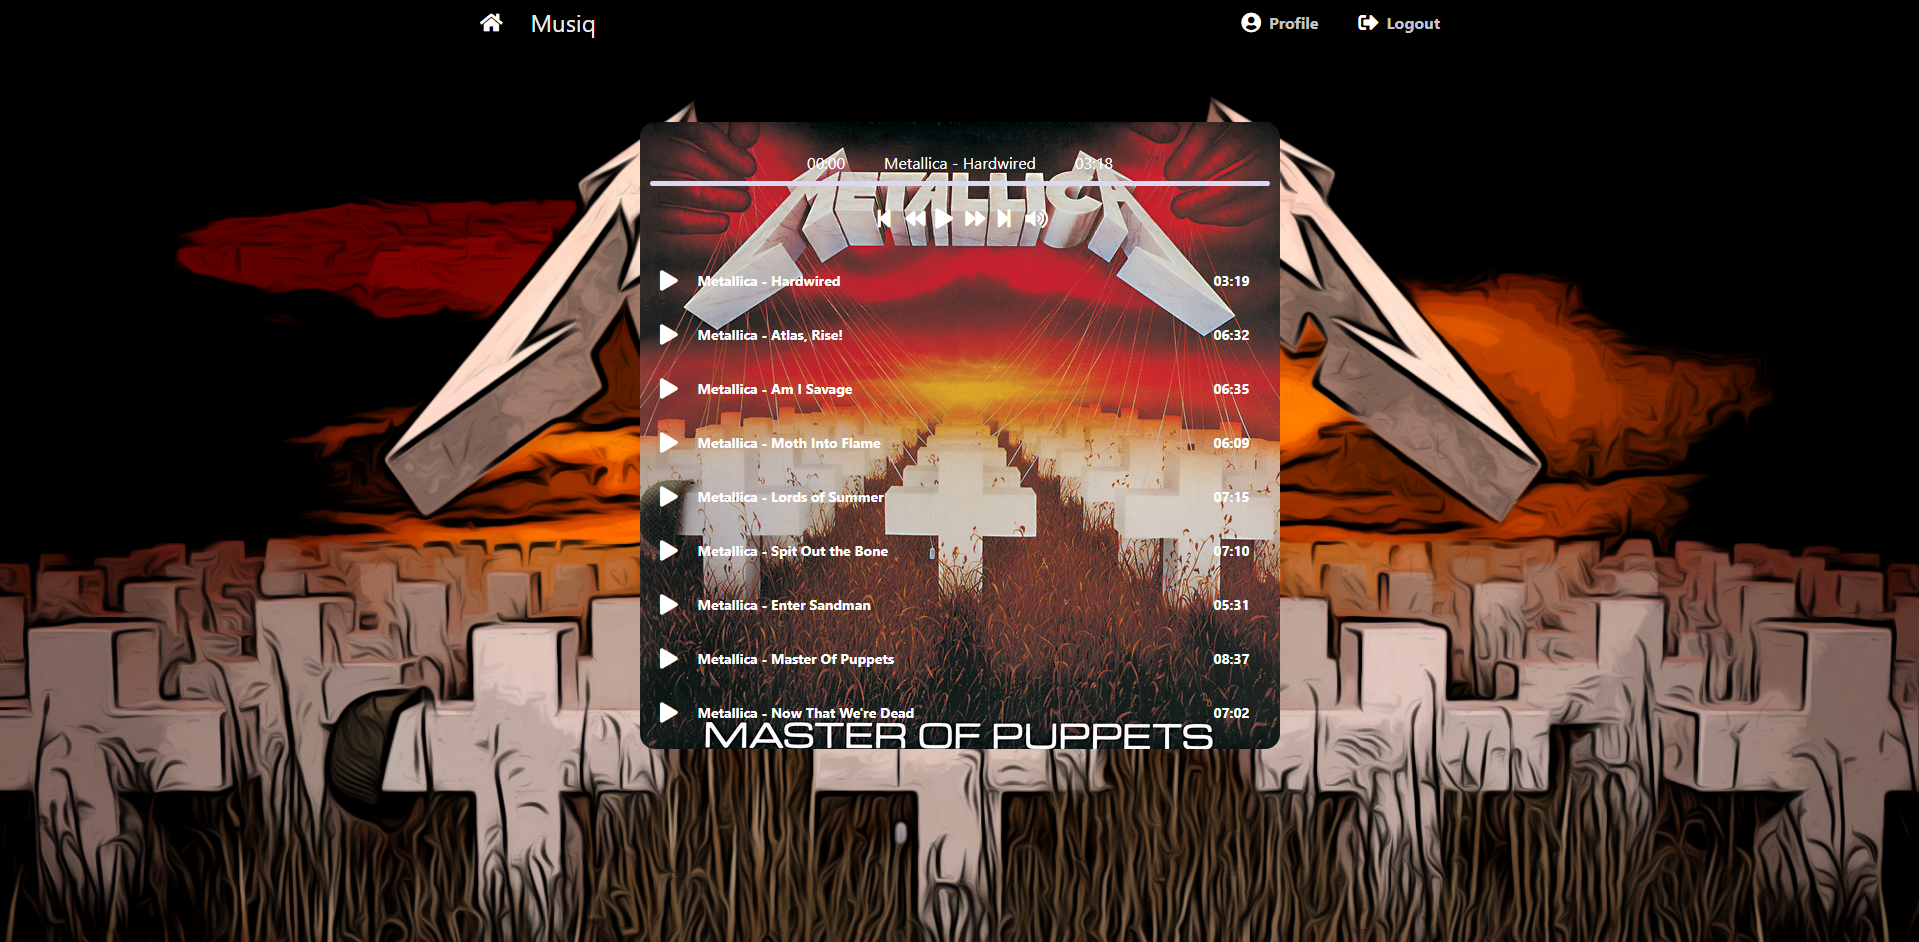 Musiq
Profile
Logout
00:00 Metallica - Hardwired 03:18
METALLICA
Metallica - Hardwired 03:19
Metallica - Atlas, Rise! 06:32
Metallica - Am I Savage 06:35
Metallica - Moth Into Flame 06:09
Metallica - Lords of Summer 07:15
Metallica - Spit Out the Bone 07:10
Metallica - Enter Sandman 05:31
Metallica - Master Of Puppets 08:37
Metallica - Now That We're Dead 07:02
MASTER OF PUPPETS